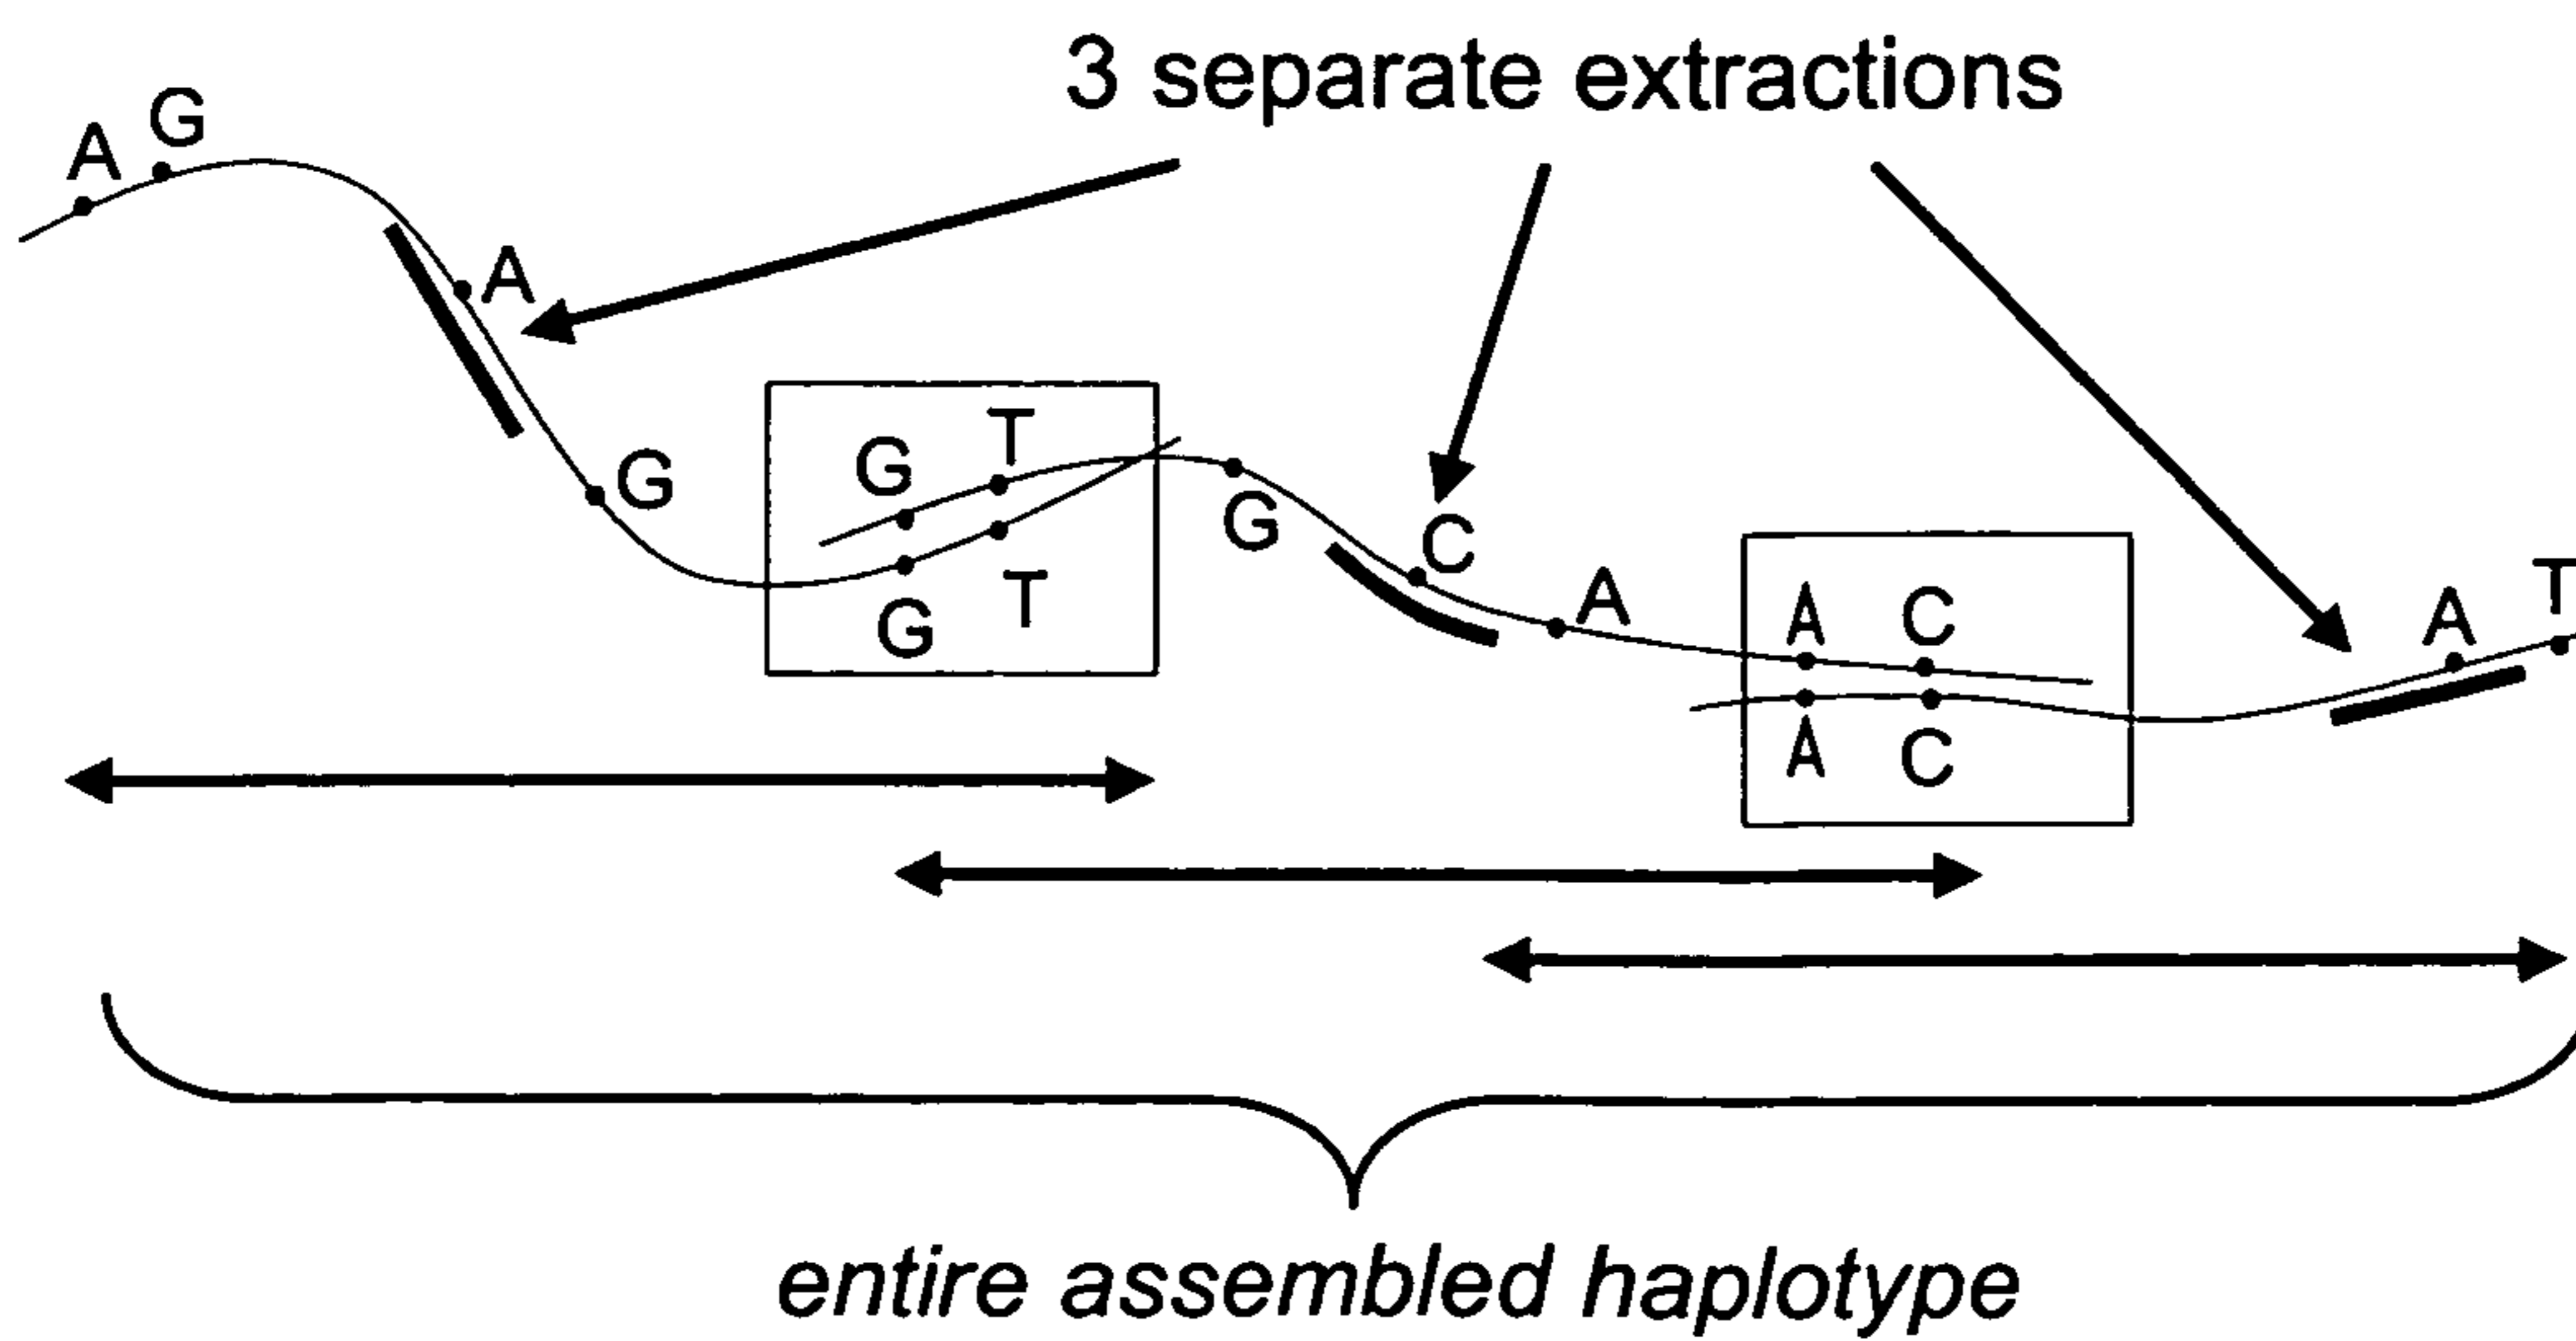 3 separate extractions
A G
A
G
G T
G T
G
C
A
A C
A C
A T
entire assembled haplotype